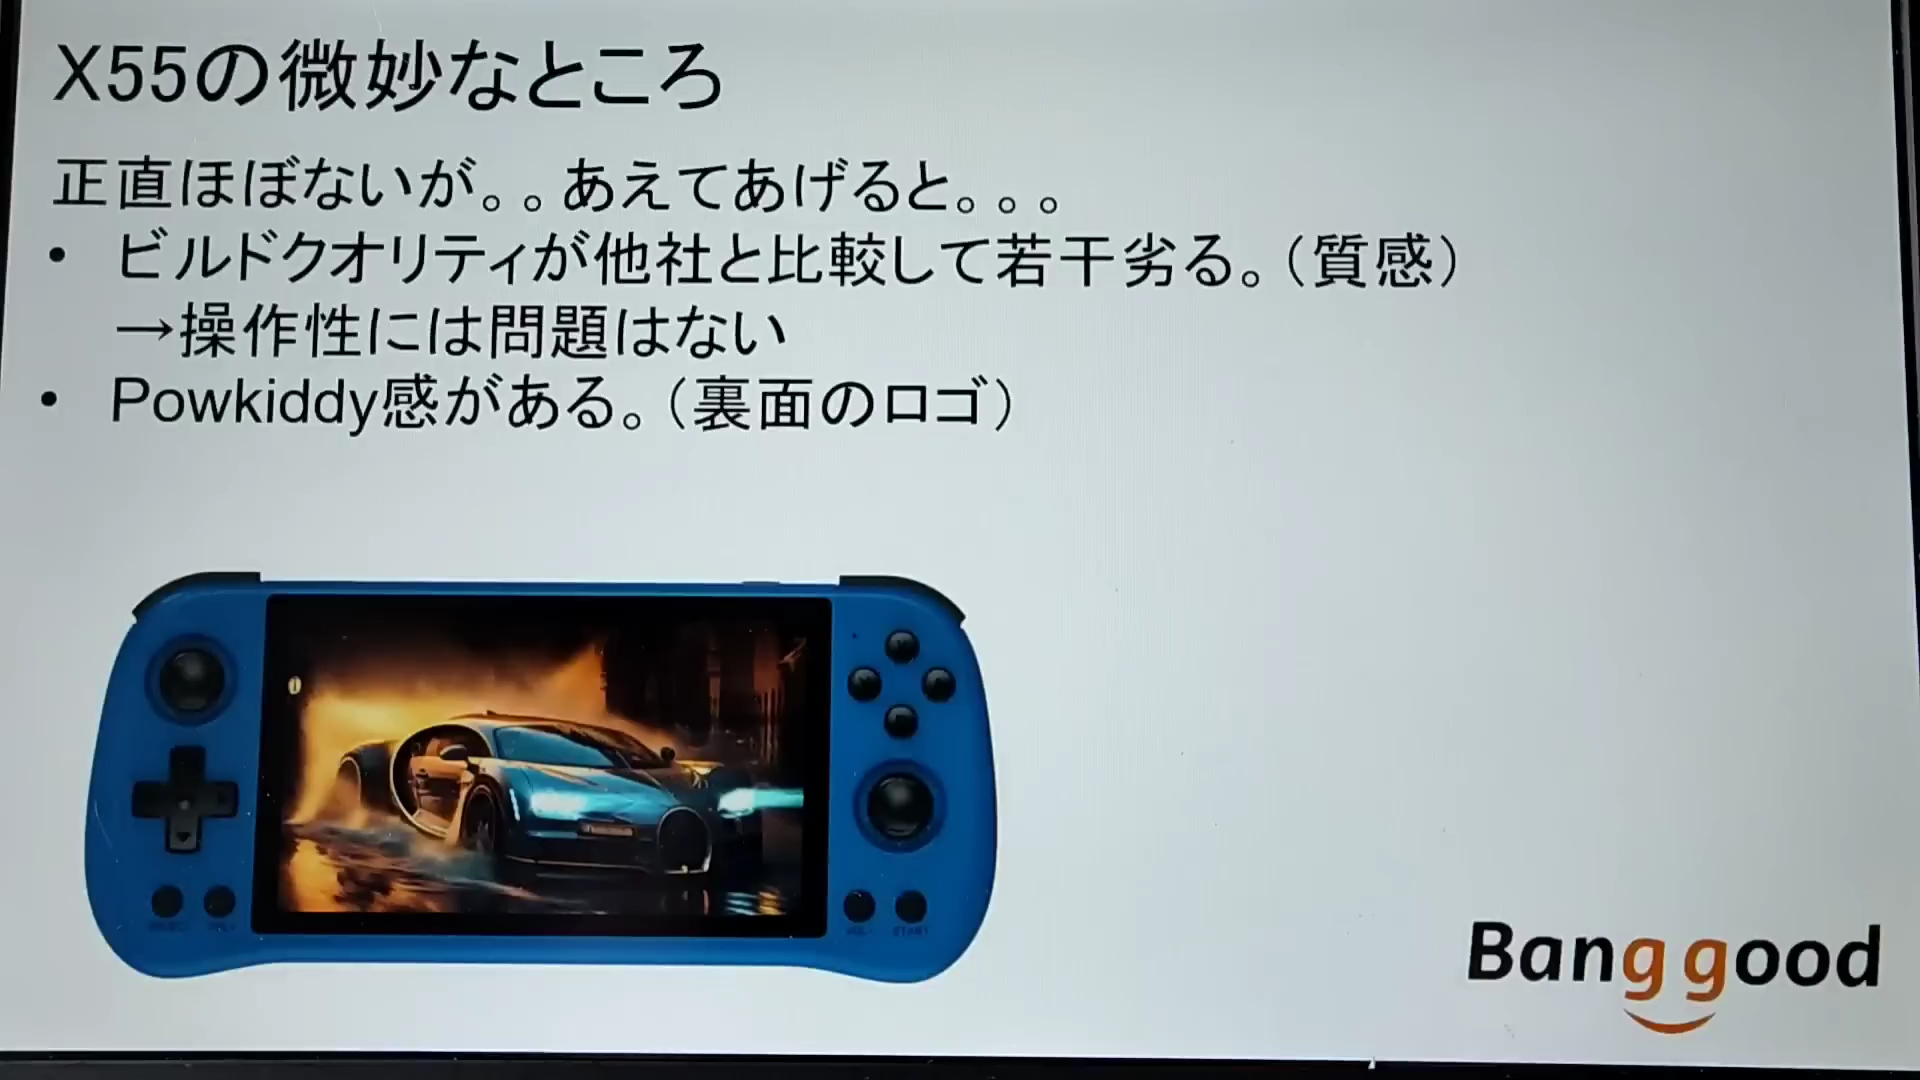 X55の微妙なところ
正直ほぼないが。。あえてあげると。。。
• ビルドクオリティが他社と比較して若干劣る。（質感）
→操作性には問題はない
• Powkiddy感がある。（裏面のロゴ）
START
Banggood